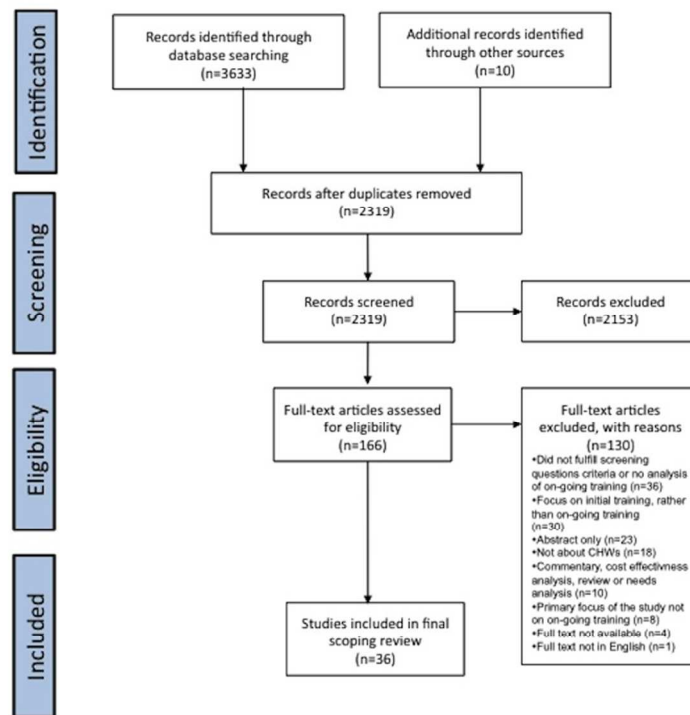 Identification
Records identified through
database searching
(n=3633)
Additional records identified
through other sources
(n=10)
Records after duplicates removed
(n=2319)
Screening
Records screened
(n=2319)
Records excluded
(n=2153)
Eligibility
Full-text articles assessed
for eligibility
(n=166)
Full-text articles
excluded, with reasons
(n=130)
•Did not fulfill screening
questions criteria or no analysis
of on-going training (n=36)
•Focus on initial training, rather
than on-going training
(n=30)
•Abstract only (n=23)
•Not about CHWs (n=18)
•Commentary, cost effectivness
analysis, review or needs
analysis (n=10)
•Primary focus of the study not
on on-going training (n=8)
•Full text not available (n=4)
•Full text not in English (n=1)
Included
Studies included in final
scoping review
(n=36)